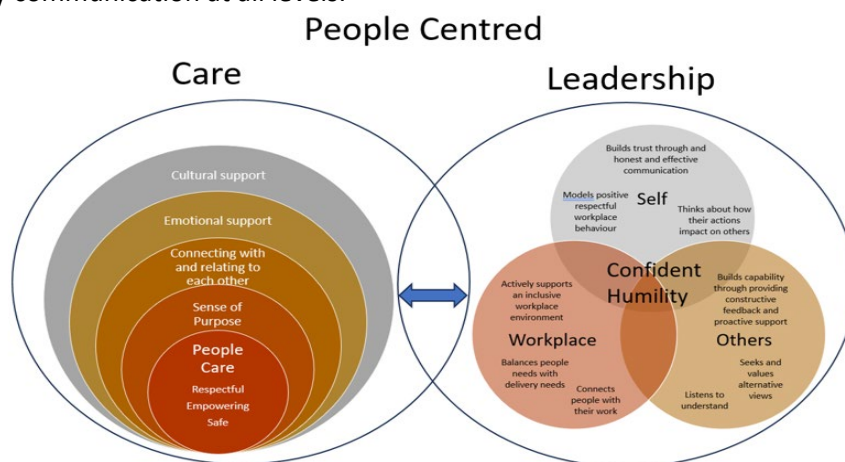 communication at all levels.
People Centred
Care
Leadership
Cultural support
Emotional support
Connecting with
and relating to
each other
Sense of
Purpose
People
Care
Respectful
Empowering
Safe
Builds trust through and
honest and effective
communication
Self
Models positive
respectful
workplace
behaviour
Thinks about how
their actions
impact on others
Confident
Humility
Actively supports
an inclusive
workplace
environment
Workplace
Balances people
needs with
delivery needs
Connects
people with
their work
Builds capability
through providing
constructive
feedback and
proactive support
Others
Seeks and
values
alternative
views
Listens to
understand